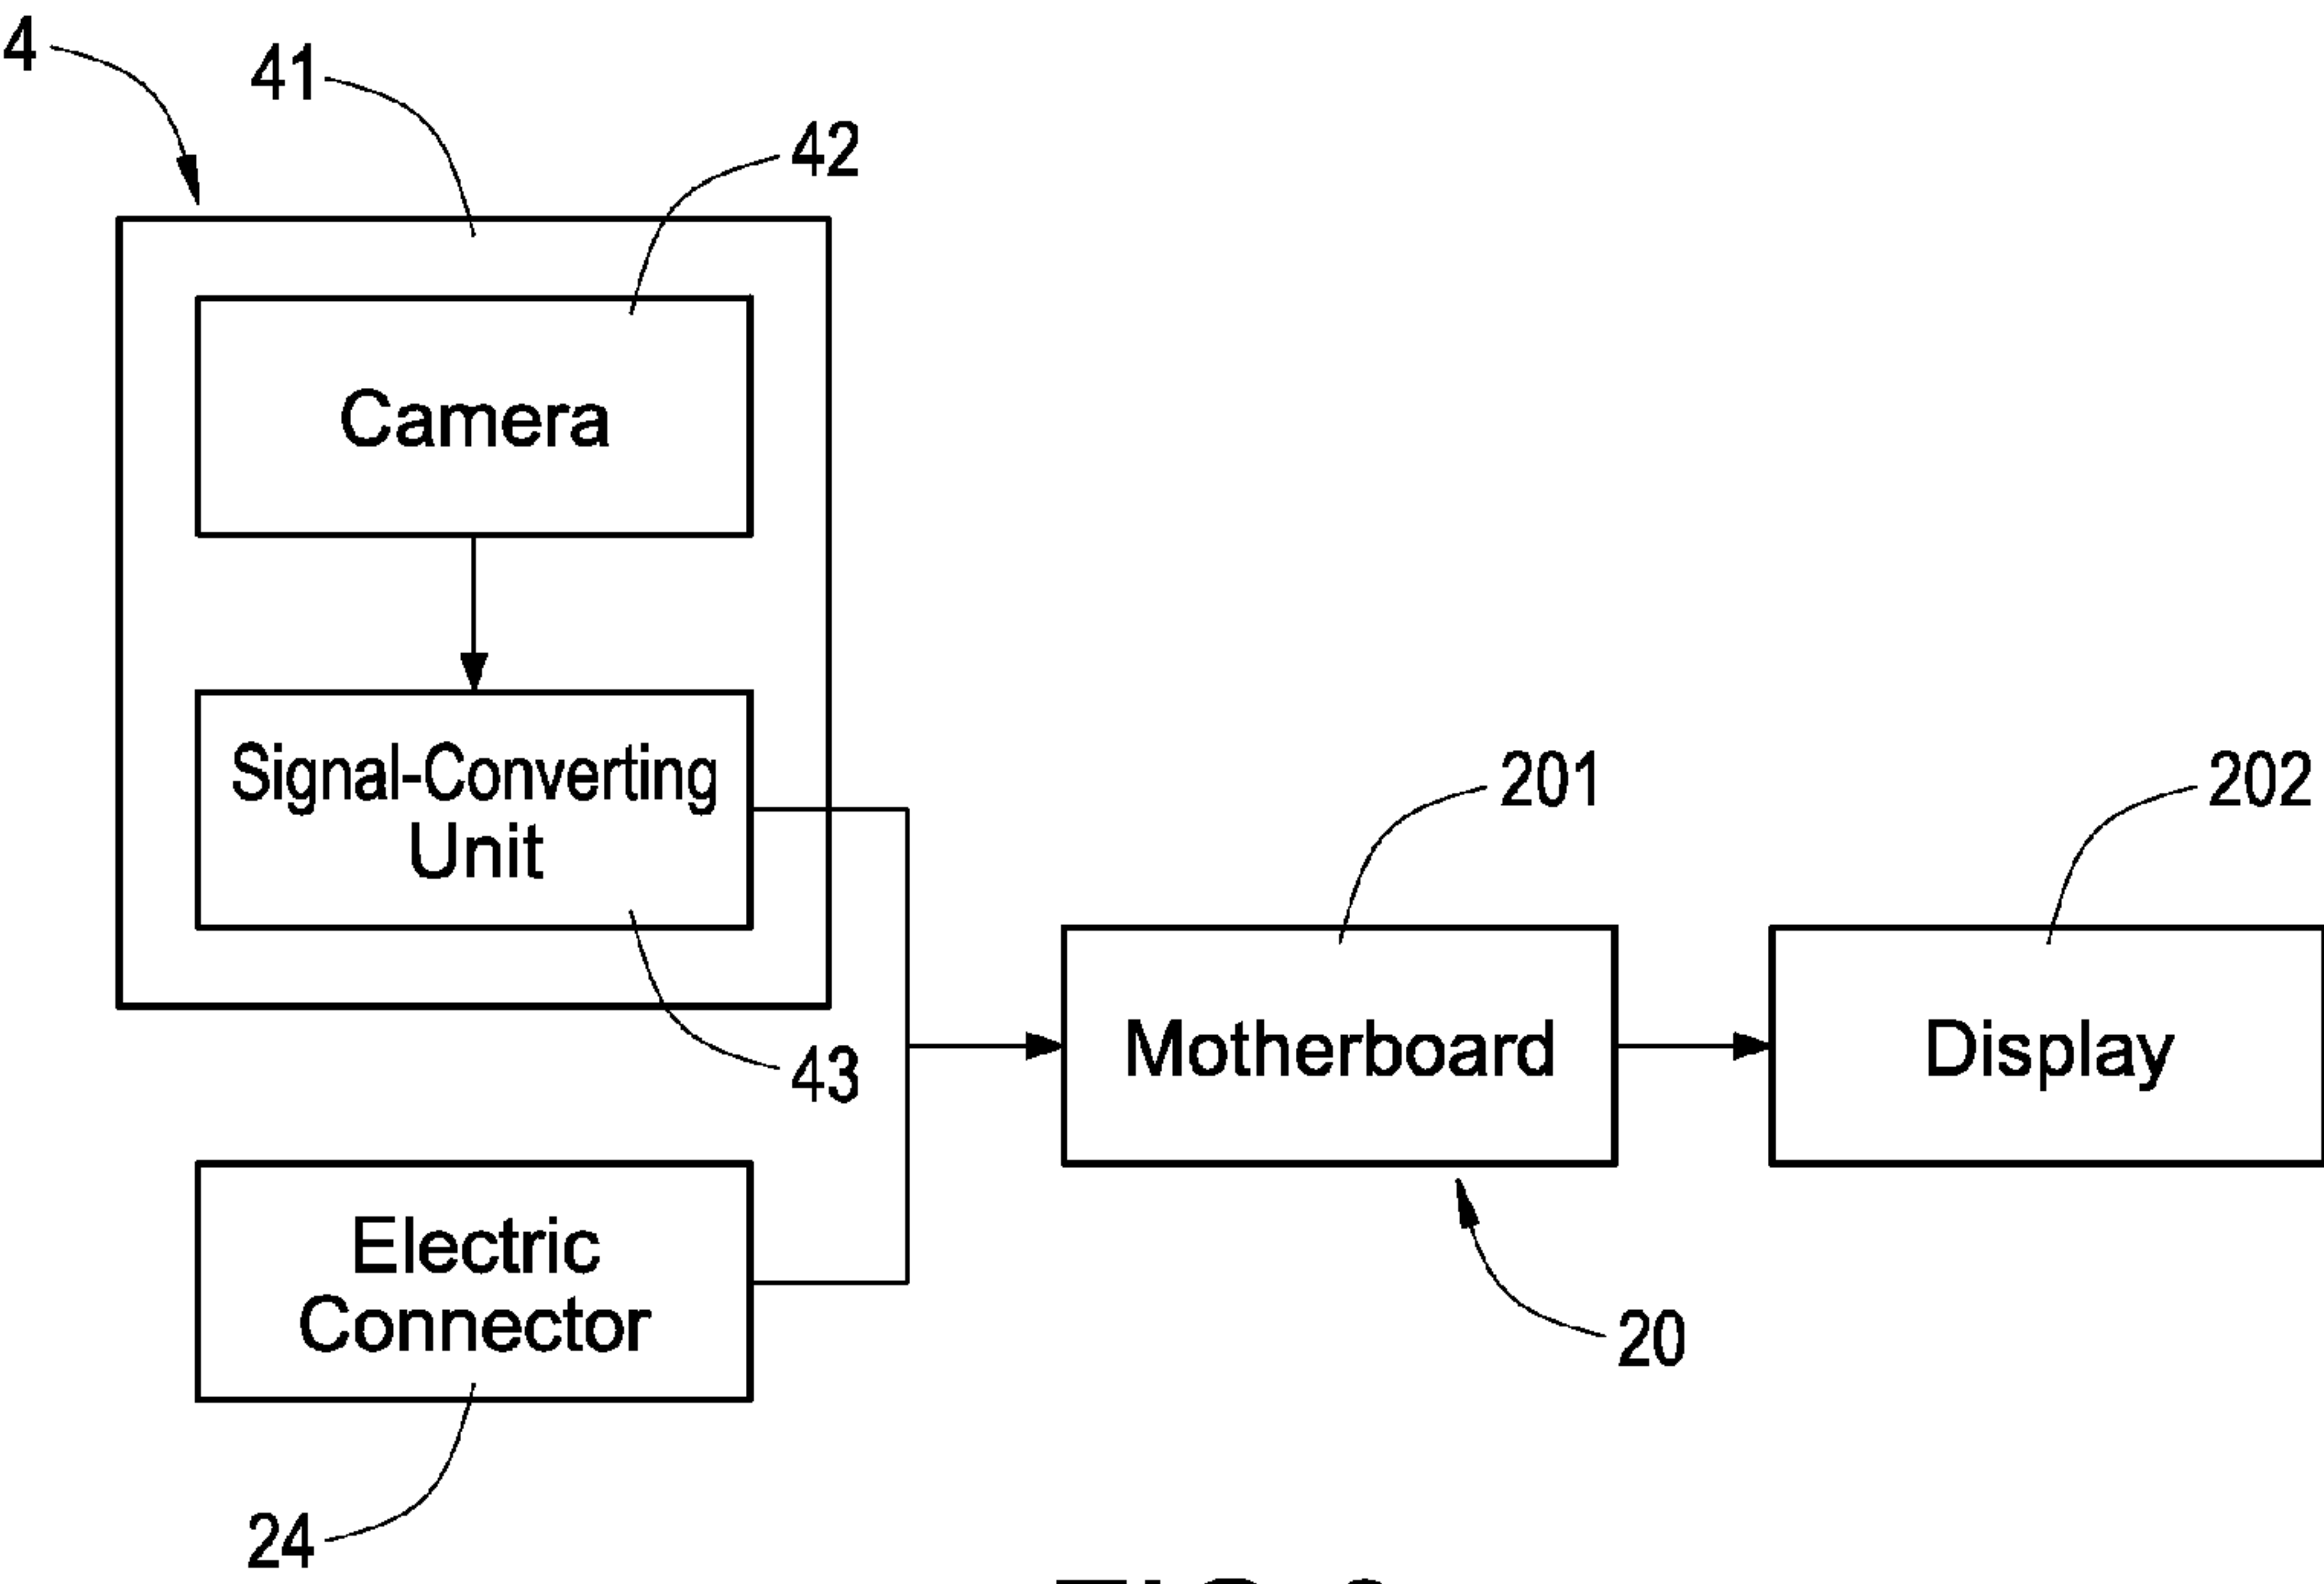 4
41
42
Camera
Signal-Converting
Unit
43
201
202
Motherboard
Display
20
Electric
Connector
24